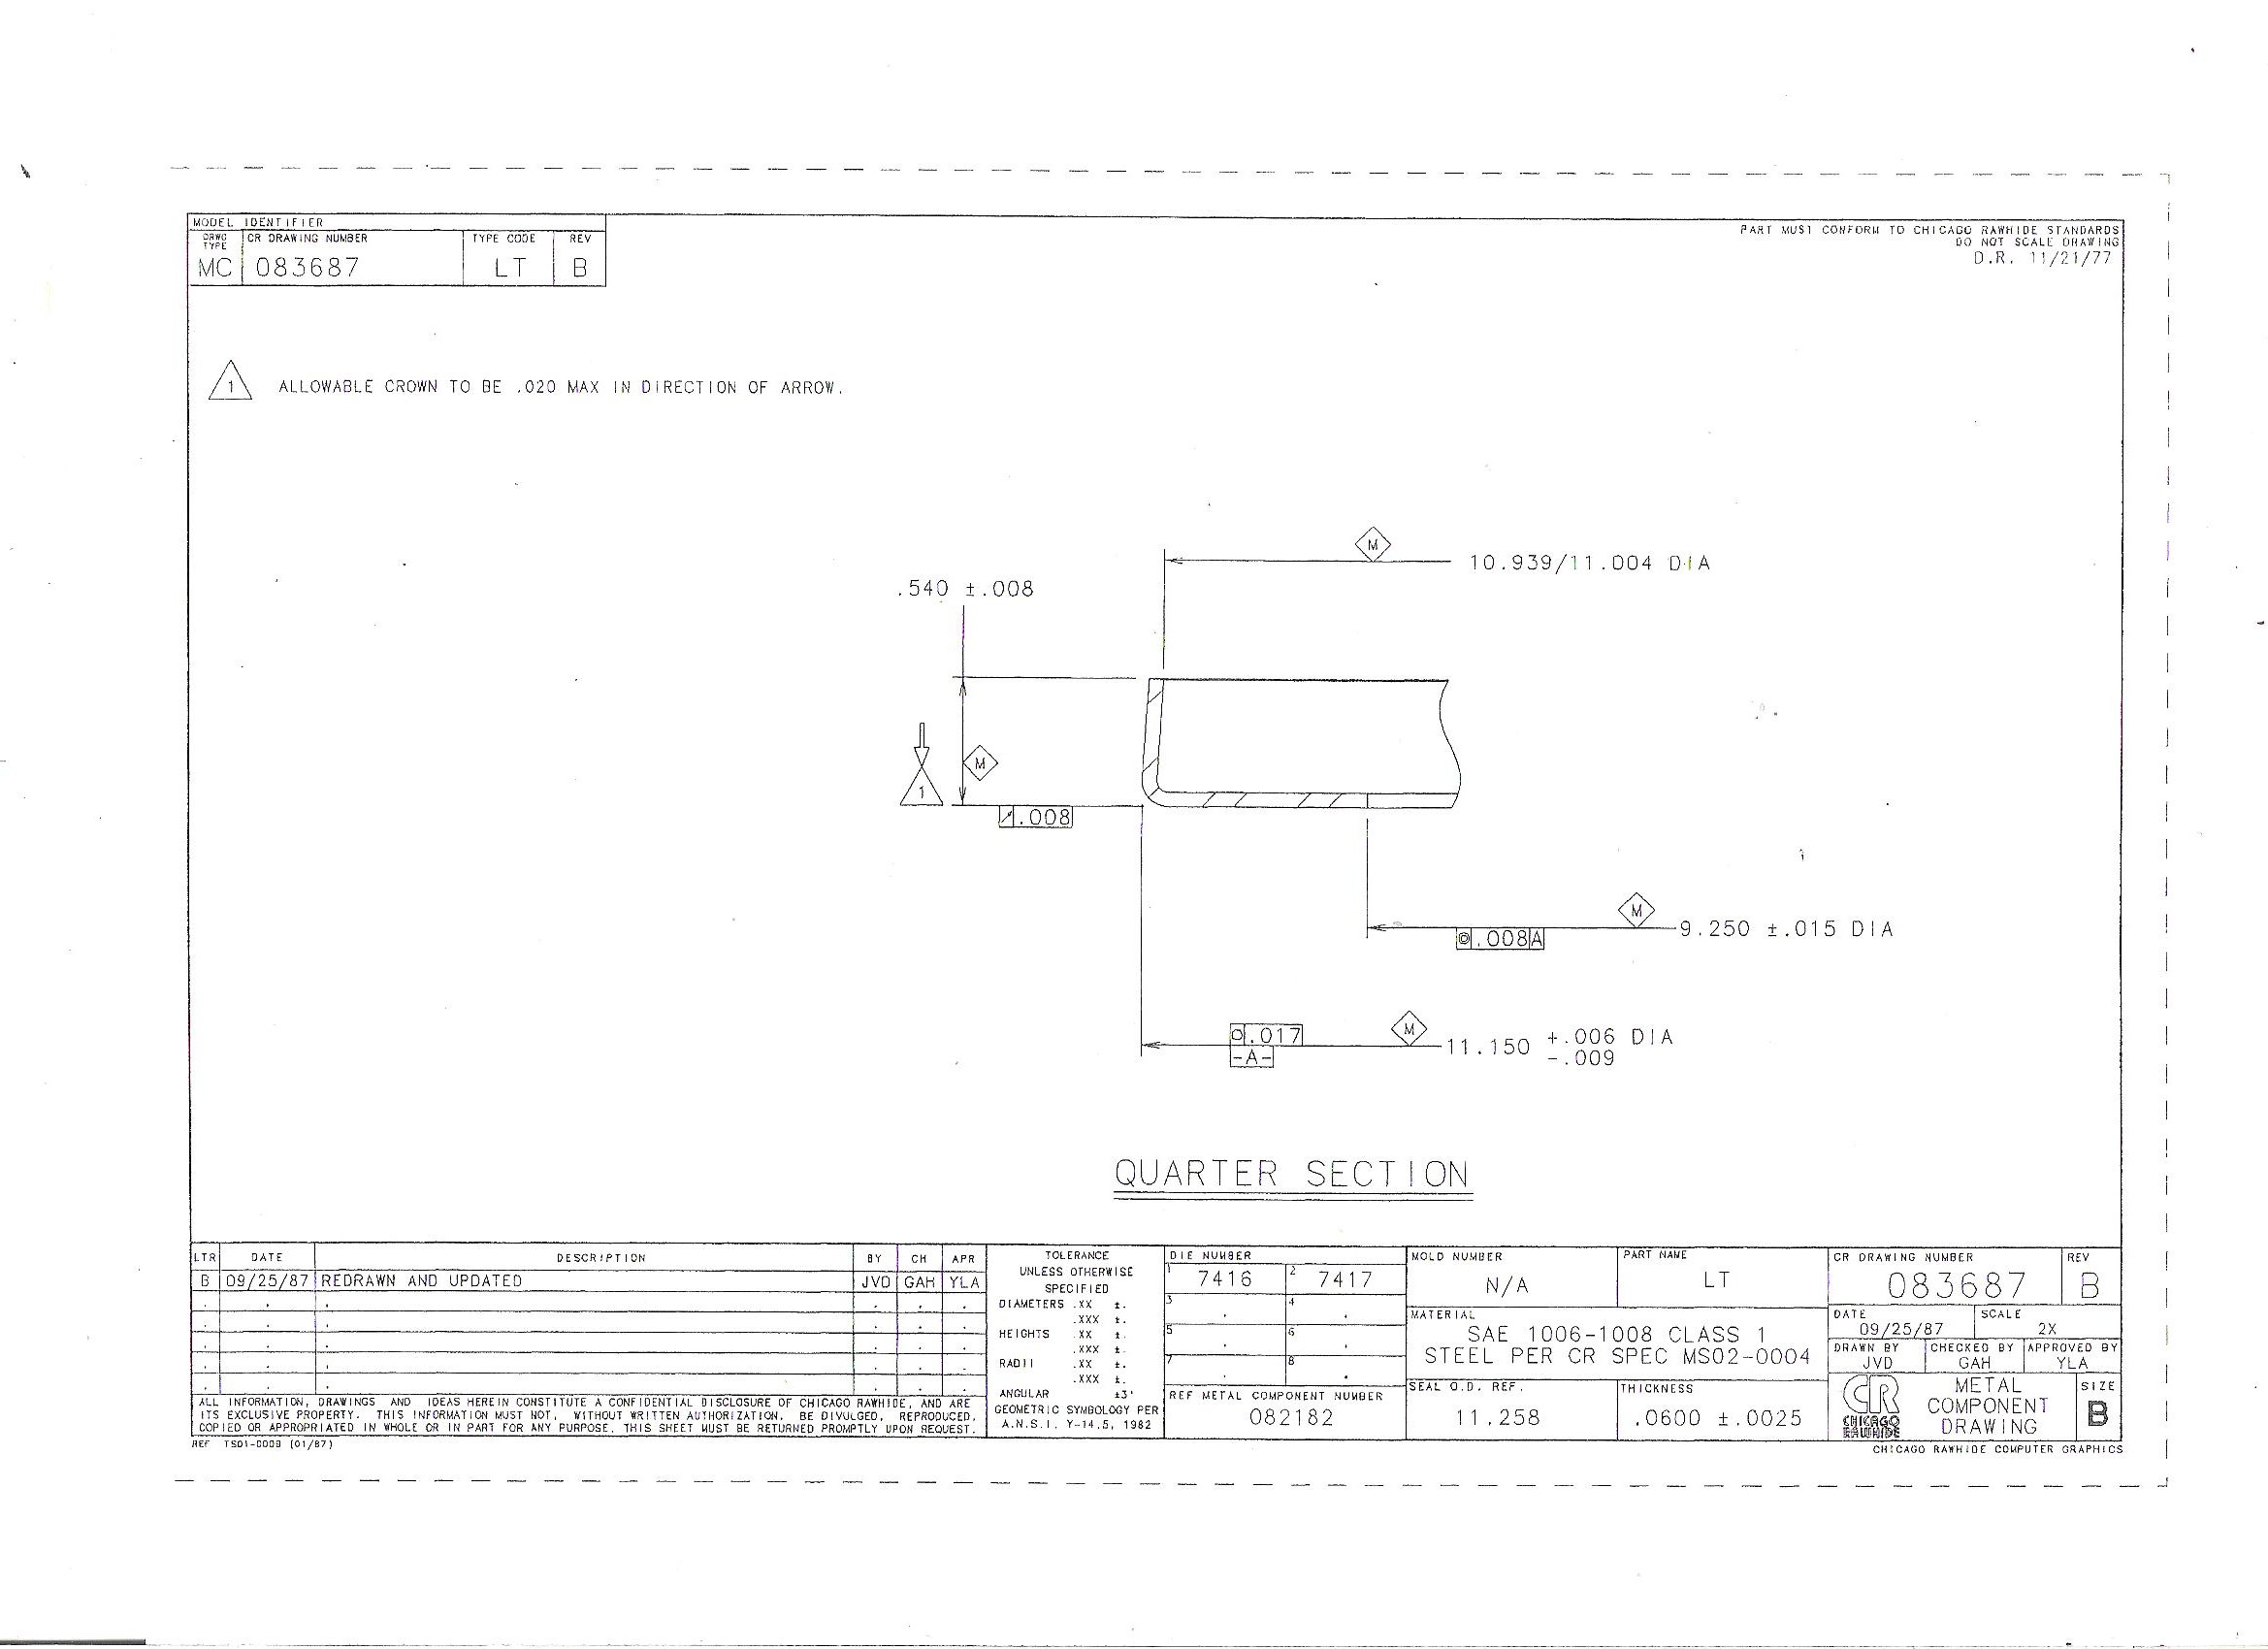 MODEL IDENTIFIER
DRWG TYPE CR DRAWING NUMBER TYPE CODE REV
MC 083687 LT B
PART MUST CONFORM TO CHICAGO RAWHIDE STANDARDS
DO NOT SCALE DRAWING
D.R. 11/21/77
1 ALLOWABLE CROWN TO BE .020 MAX IN DIRECTION OF ARROW.
M
10.939/11.004 DIA
.540 ±.008
M
1
.008
M
9.250 ±.015 DIA
.008 A
.017
M
11.150 +.006 DIA
-.009
-A-
QUARTER SECTION
LTR DATE DESCRIPTION BY CH APR
B 09/25/87 REDRAWN AND UPDATED JVD GAH YLA
ALL INFORMATION, DRAWINGS AND IDEAS HEREIN CONSTITUTE A CONFIDENTIAL DISCLOSURE OF CHICAGO RAWHIDE, AND ARE
ITS EXCLUSIVE PROPERTY. THIS INFORMATION MUST NOT, WITHOUT WRITTEN AUTHORIZATION, BE DIVULGED, REPRODUCED,
COPIED OR APPROPRIATED IN WHOLE OR IN PART FOR ANY PURPOSE. THIS SHEET MUST BE RETURNED PROMPTLY UPON REQUEST.
REF TS01-0009 (01/87)
TOLERANCE
UNLESS OTHERWISE
SPECIFIED
DIAMETERS .XX ±.
.XXX ±.
HEIGHTS .XX ±.
.XXX ±.
RADII .XX ±.
.XXX ±.
ANGULAR ±3°
GEOMETRIC SYMBOLOGY PER
A.N.S.I. Y-14.5, 1982
DIE NUMBER
1 7416 2 7417
3 4
5 6
7 8
REF METAL COMPONENT NUMBER
082182
MOLD NUMBER
N/A
PART NAME
LT
MATERIAL
SAE 1006-1008 CLASS 1
STEEL PER CR SPEC MS02-0004
SEAL O.D. REF.
11.258
THICKNESS
.0600 ±.0025
CR DRAWING NUMBER REV
083687 B
DATE SCALE
09/25/87 2X
DRAWN BY CHECKED BY APPROVED BY
JVD GAH YLA
CR
CHICAGO
RAWHIDE
METAL
COMPONENT
DRAWING
SIZE
B
CHICAGO RAWHIDE COMPUTER GRAPHICS